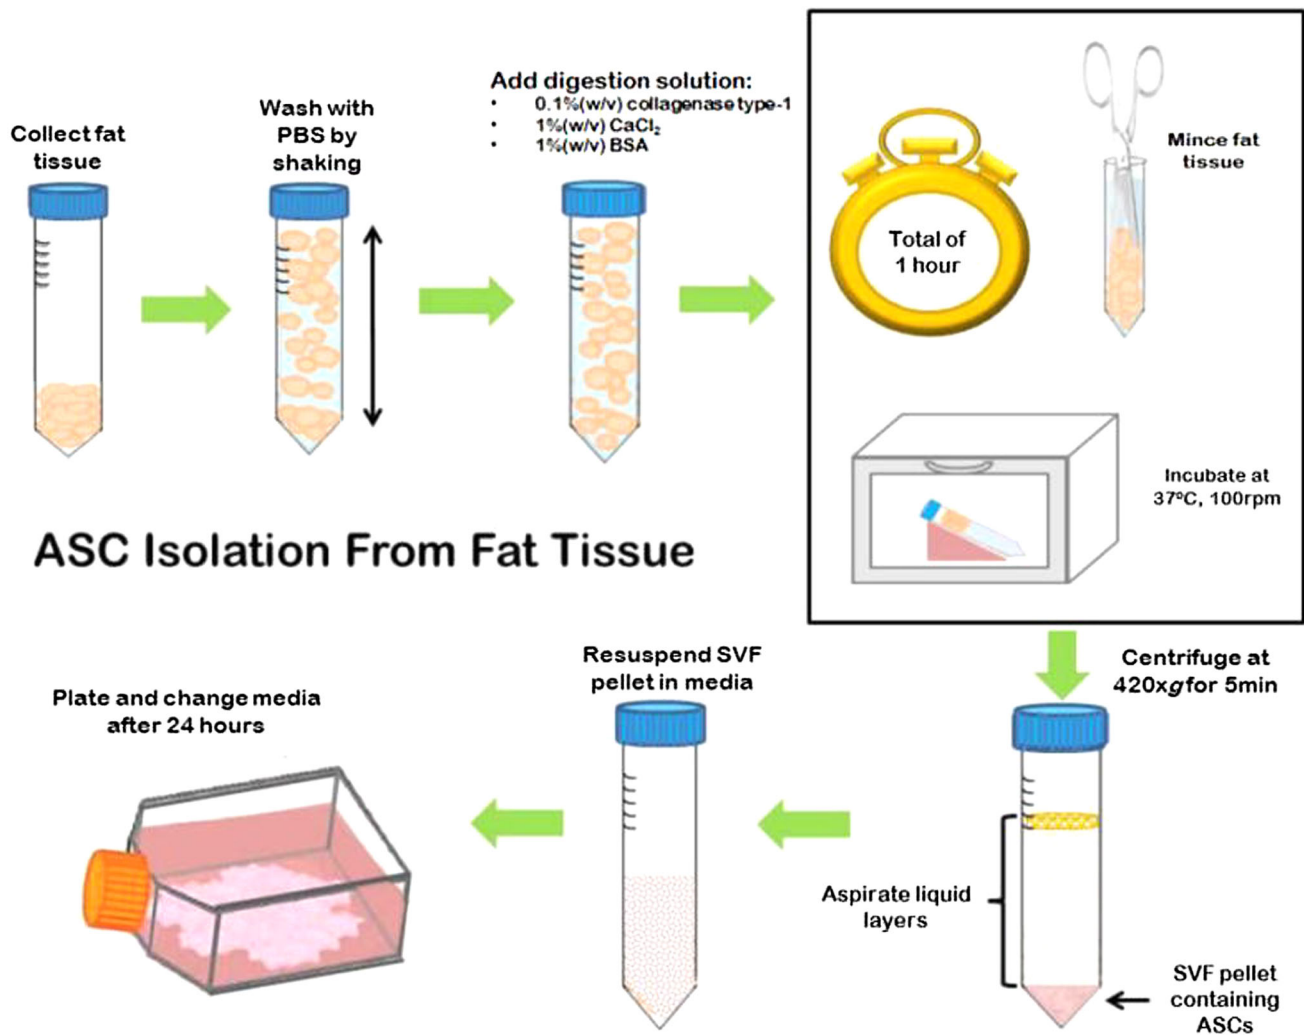 Collect fat
tissue
Wash with
PBS by
shaking
Add digestion solution:
• 0.1%(w/v) collagenase type-1
• 1%(w/v) CaCl₂
• 1%(w/v) BSA
Total of
1 hour
Mince fat
tissue
Incubate at
37ºC, 100rpm
ASC Isolation From Fat Tissue
Centrifuge at
420xg for 5min
Aspirate liquid
layers
SVF pellet
containing
ASCs
Resuspend SVF
pellet in media
Plate and change media
after 24 hours